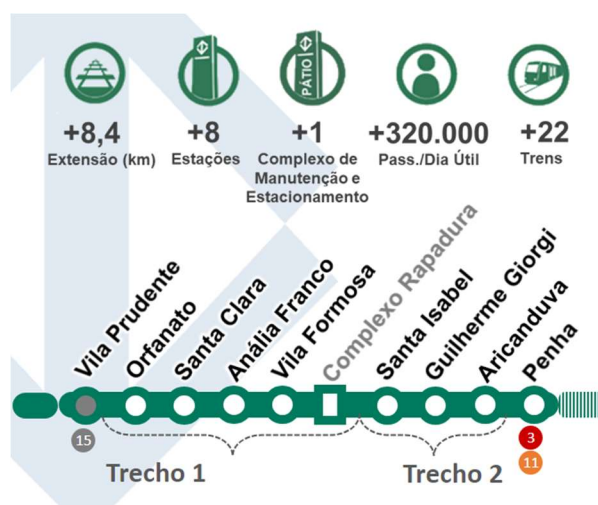 PÁTIO
+8,4
Extensão (km)
+8
Estações
+1
Complexo de
Manutenção e
Estacionamento
+320.000
Pass./Dia Útil
+22
Trens
Vila Prudente
Orfanato
Santa Clara
Anália Franco
Vila Formosa
Complexo Rapadura
Santa Isabel
Guilherme Giorgi
Aricanduva
Penha
15
3
11
Trecho 1
Trecho 2